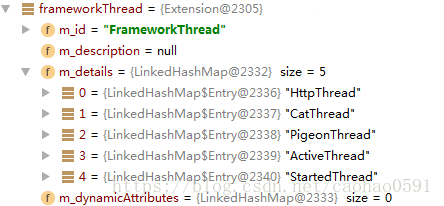 frameworkThread = {Extension@2305}
m_id = "FrameworkThread"
m_description = null
m_details = {LinkedHashMap@2332} size = 5
0 = {LinkedHashMap$Entry@2336} "HttpThread"
1 = {LinkedHashMap$Entry@2337} "CatThread"
2 = {LinkedHashMap$Entry@2338} "PigeonThread"
3 = {LinkedHashMap$Entry@2339} "ActiveThread"
4 = {LinkedHashMap$Entry@2340} "StartedThread"
m_dynamicAttributes = {LinkedHashMap@2333} size = 0
https://blog.csdn.net/caohao0591